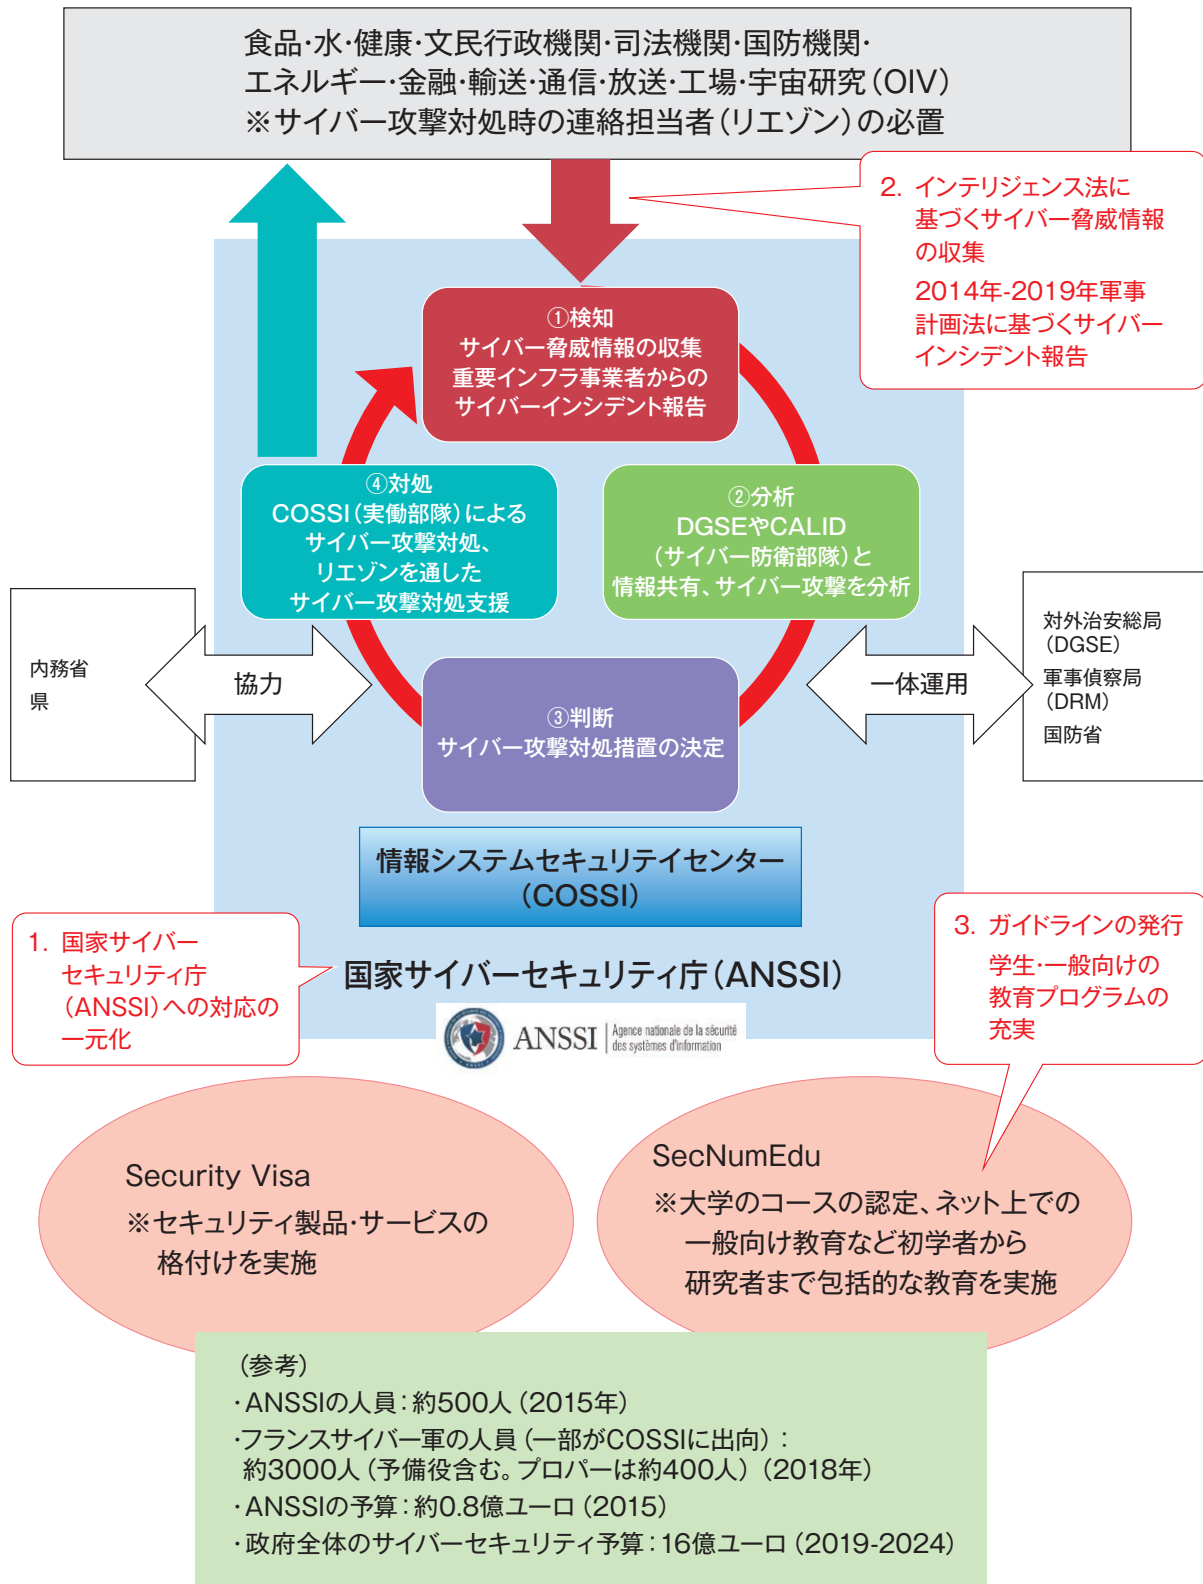 食品・水・健康・文民行政機関・司法機関・国防機関・
エネルギー・金融・輸送・通信・放送・工場・宇宙研究（OIV）
※サイバー攻撃対処時の連絡担当者（リエゾン）の必置
2. インテリジェンス法に
基づくサイバー脅威情報
の収集
2014年-2019年軍事
計画法に基づくサイバー
インシデント報告
①検知
サイバー脅威情報の収集
重要インフラ事業者からの
サイバーインシデント報告
④対処
COSSI（実働部隊）による
サイバー攻撃対処、
リエゾンを通した
サイバー攻撃対処支援
②分析
DGSEやCALID
（サイバー防衛部隊）と
情報共有、サイバー攻撃を分析
内務省
県
協力
一体運用
対外治安総局
（DGSE）
軍事偵察局
（DRM）
国防省
③判断
サイバー攻撃対処措置の決定
情報システムセキュリテイセンター
（COSSI）
1. 国家サイバー
セキュリティ庁
（ANSSI）への対応の
一元化
国家サイバーセキュリティ庁（ANSSI）
3. ガイドラインの発行
学生・一般向けの
教育プログラムの
充実
ANSSI
Agence nationale de la sécurité
des systèmes d'information
Security Visa
※セキュリティ製品・サービスの
格付けを実施
SecNumEdu
※大学のコースの認定、ネット上での
一般向け教育など初学者から
研究者まで包括的な教育を実施
（参考）
・ANSSIの人員：約500人（2015年）
・フランスサイバー軍の人員（一部がCOSSIに出向）：
約3000人（予備役含む。プロパーは約400人）（2018年）
・ANSSIの予算：約0.8億ユーロ（2015）
・政府全体のサイバーセキュリティ予算：16億ユーロ（2019-2024）